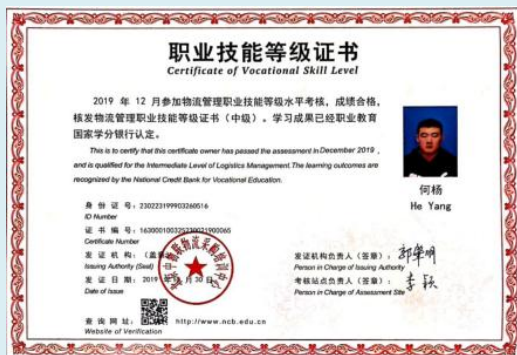 职业技能等级证书
Certificate of Vocational Skill Level
2019 年 12 月参加物流管理职业技能等级水平考核，成绩合格，
核发物流管理职业技能等级证书（中级）。学习成果已经职业教育
国家学分银行认定。
This is to certify that this certificate owner has passed the assessment in December 2019 ,
and is qualified for the Intermediate Level of Logistics Management.The learning outcomes are
recognized by the National Credit Bank for Vocational Education.
何杨
He Yang
身 份 证 号：230223199903260516
ID Number
证 书 编 号：
Certificate Number
发 证 机 构：（盖章）
Issuing Authority (Seal)
发 证 日 期：2019 年 月 30 日
Date of Issue
发证机构负责人（签章）：
Person in Charge of Issuing Authority
考核站点负责人（签章）：
Person in Charge of Assessment Site
查 询 网 址： http://www.ncb.edu.cn
Website of Verification